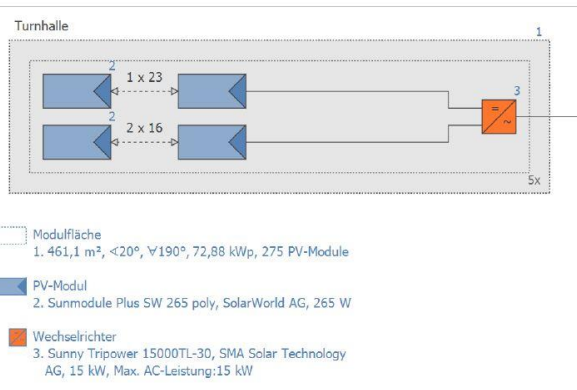 Turnhalle
1
2
1 x 23
3
= ~
2
2 x 16
5x
Modulfläche
1. 461,1 m², ∢20°, ∀190°, 72,88 kWp, 275 PV-Module
PV-Modul
2. Sunmodule Plus SW 265 poly, SolarWorld AG, 265 W
Wechselrichter
3. Sunny Tripower 15000TL-30, SMA Solar Technology
AG, 15 kW, Max. AC-Leistung:15 kW